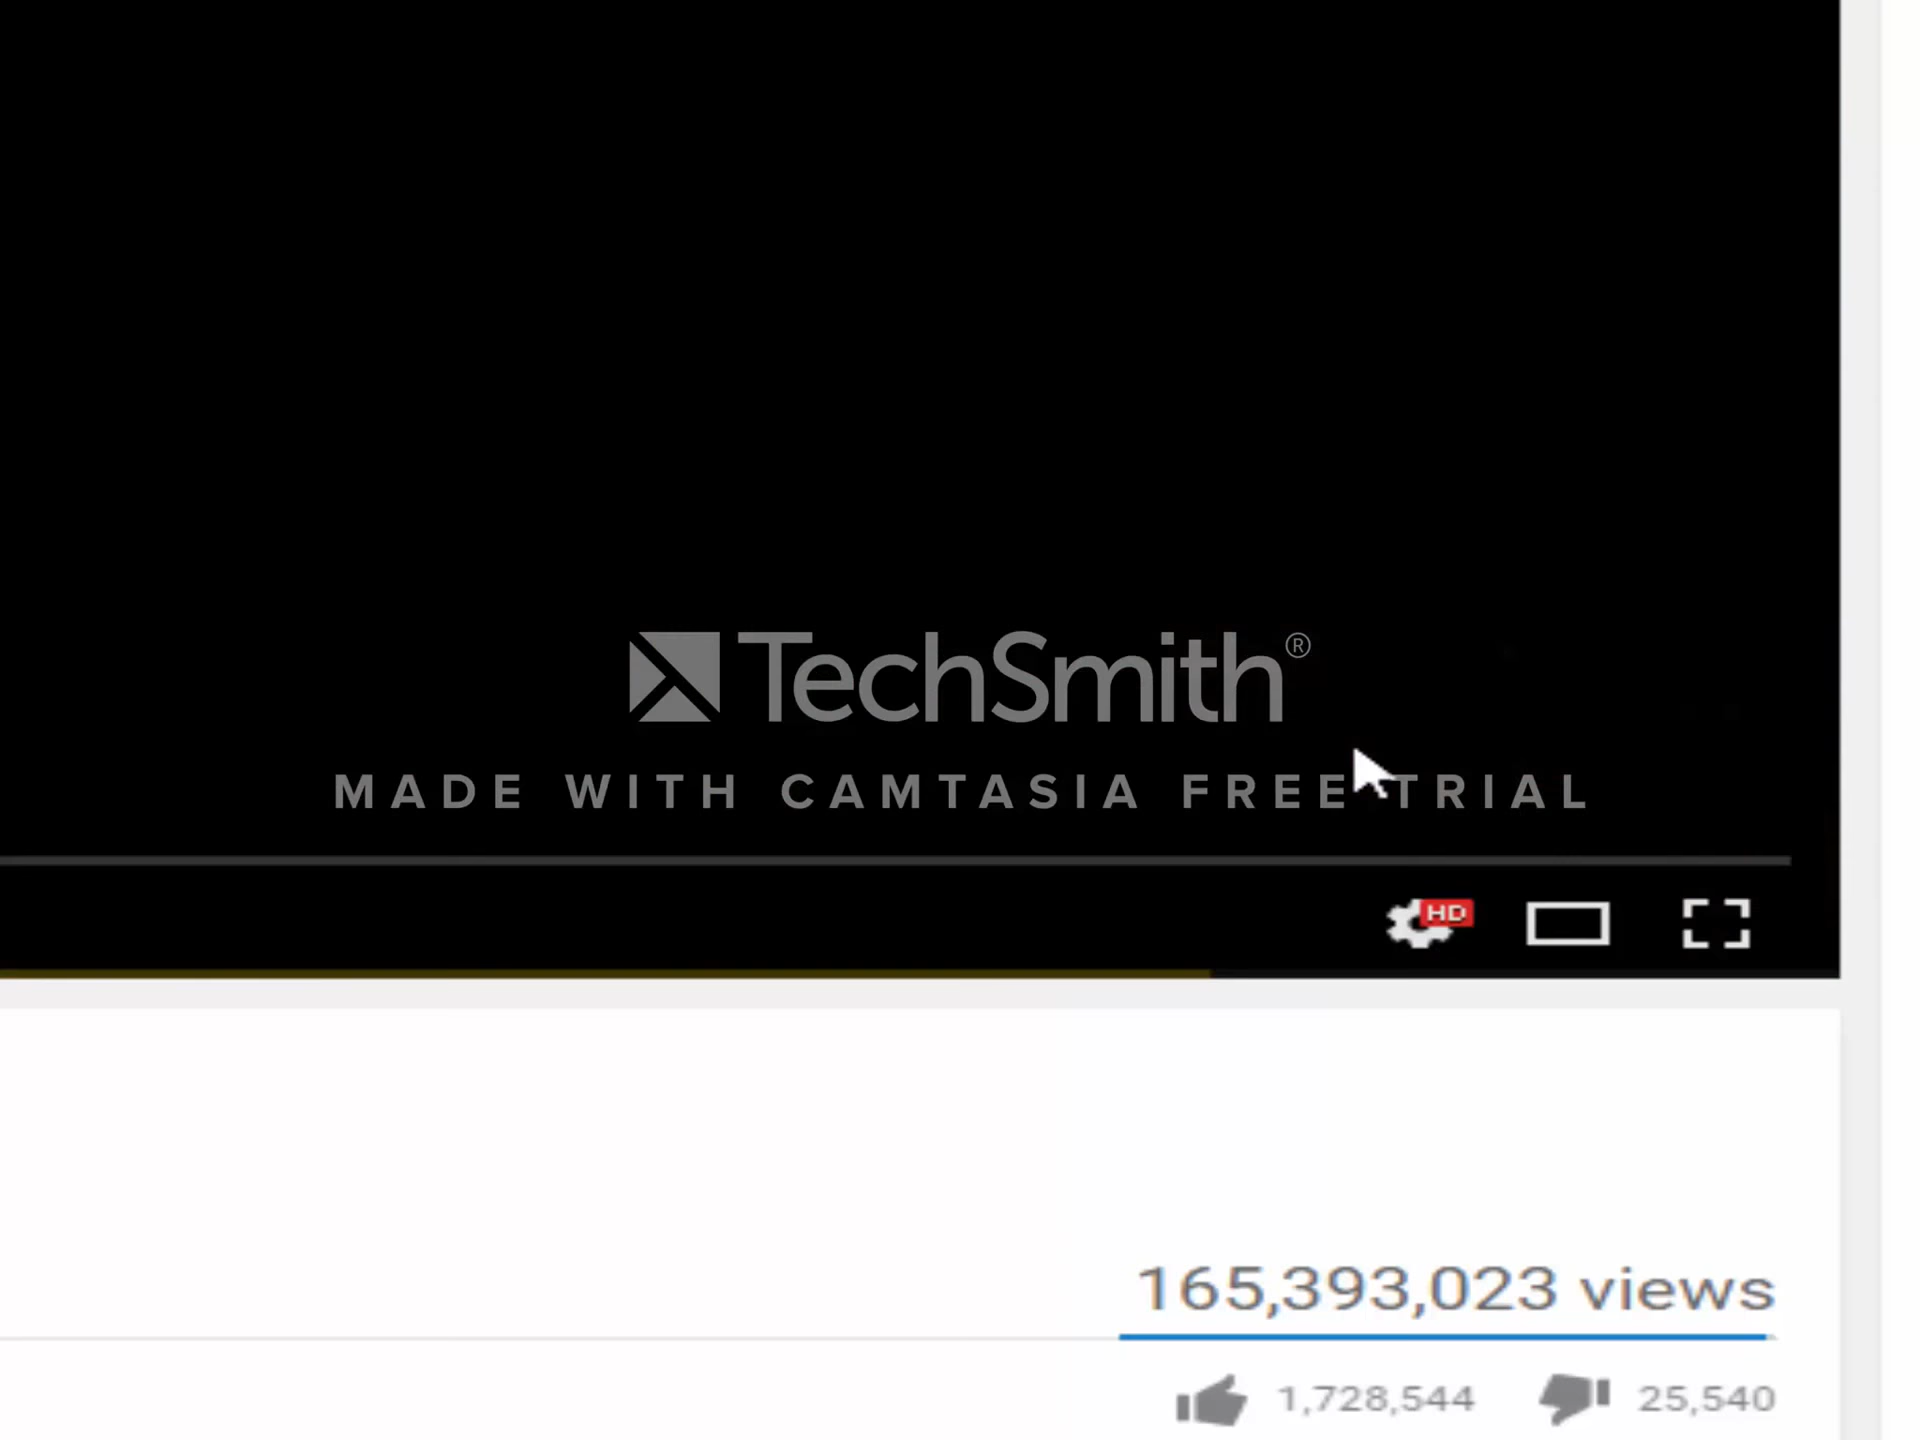 TechSmith®
MADE WITH CAMTASIA FREE TRIAL
HD
165,393,023 views
1,728,544 25,540